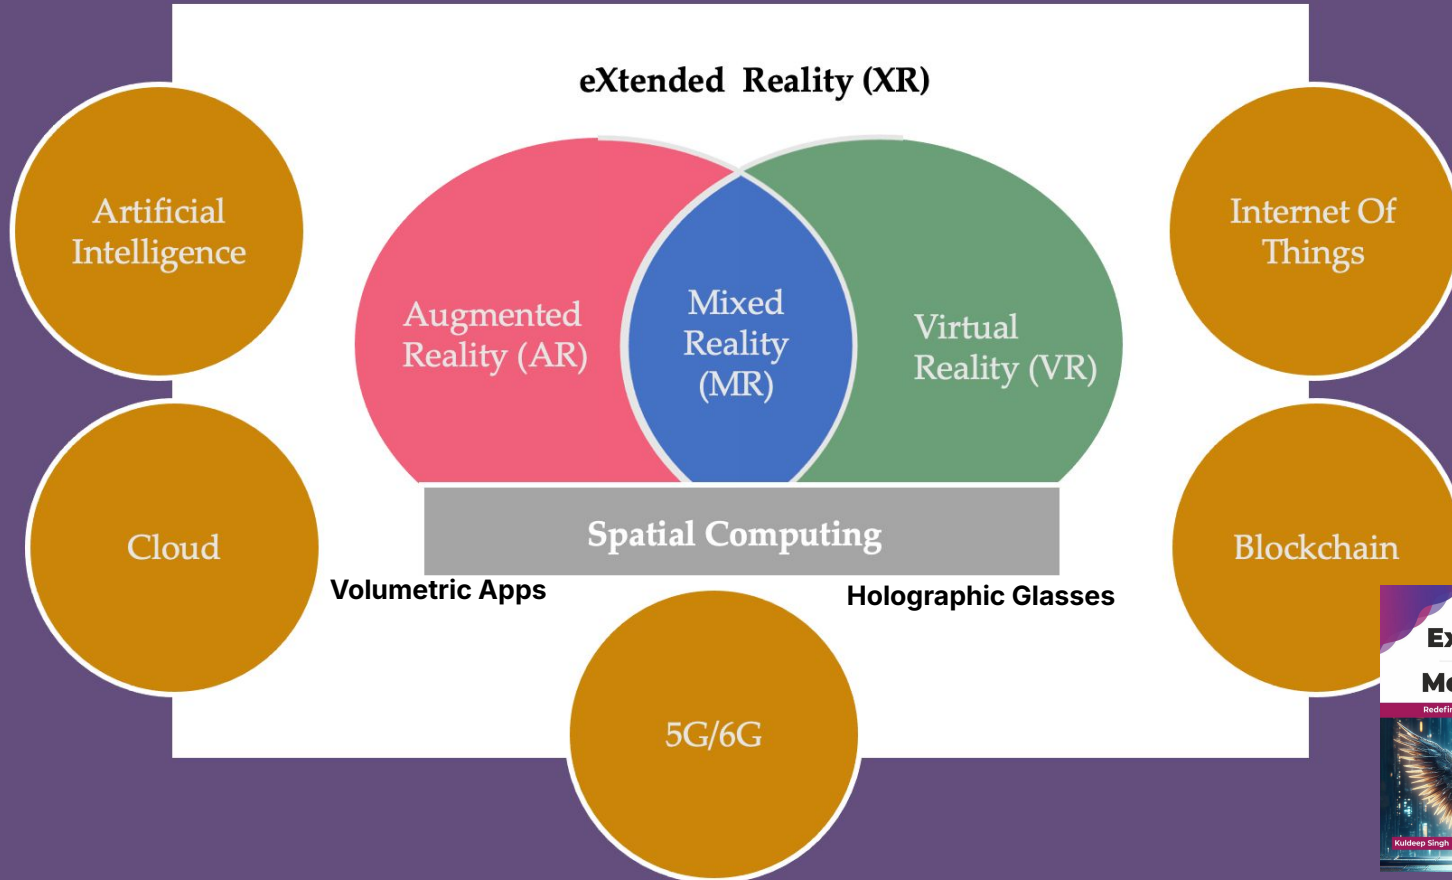 eXtended Reality (XR)
Artificial
Intelligence
Internet Of
Things
Augmented
Reality (AR)
Mixed
Reality
(MR)
Virtual
Reality (VR)
Cloud
Spatial Computing
Blockchain
Volumetric Apps
Holographic Glasses
5G/6G
Kuldeep Singh